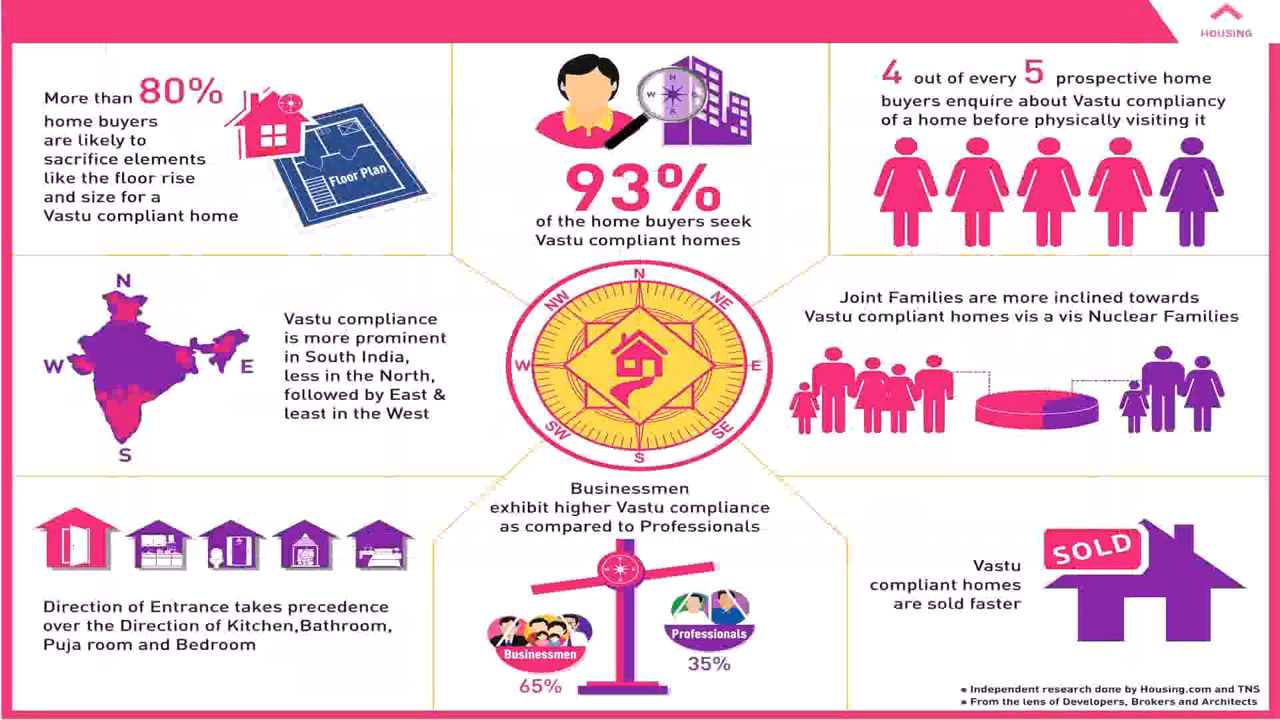 HOUSING
More than 80%
home buyers
are likely to
sacrifice elements
like the floor rise
and size for a
Vastu compliant home
Floor Plan
N
W
E
93%
of the home buyers seek
Vastu compliant homes
4 out of every 5 prospective home
buyers enquire about Vastu compliancy
of a home before physically visiting it
N
W
E
S
Vastu compliance
is more prominent
in South India,
less in the North,
followed by East &
least in the West
N
NW
NE
W
E
SW
SE
S
Joint Families are more inclined towards
Vastu compliant homes vis a vis Nuclear Families
Direction of Entrance takes precedence
over the Direction of Kitchen,Bathroom,
Puja room and Bedroom
Businessmen
exhibit higher Vastu compliance
as compared to Professionals
Businessmen
65%
Professionals
35%
Vastu
compliant homes
are sold faster
SOLD
Independent research done by Housing.com and TNS
From the lens of Developers, Brokers and Architects